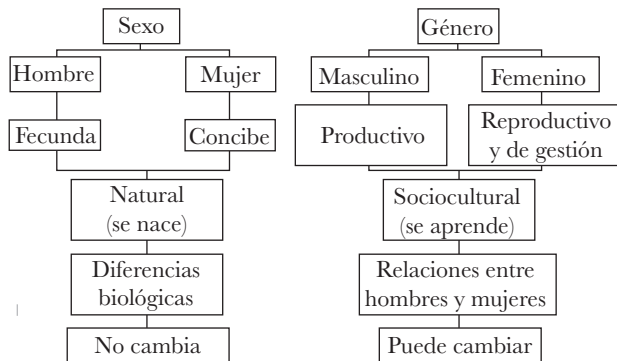 Sexo
Hombre
Mujer
Fecunda
Concibe
Natural
(se nace)
Diferencias
biológicas
No cambia
Género
Masculino
Femenino
Productivo
Reproductivo
y de gestión
Sociocultural
(se aprende)
Relaciones entre
hombres y mujeres
Puede cambiar